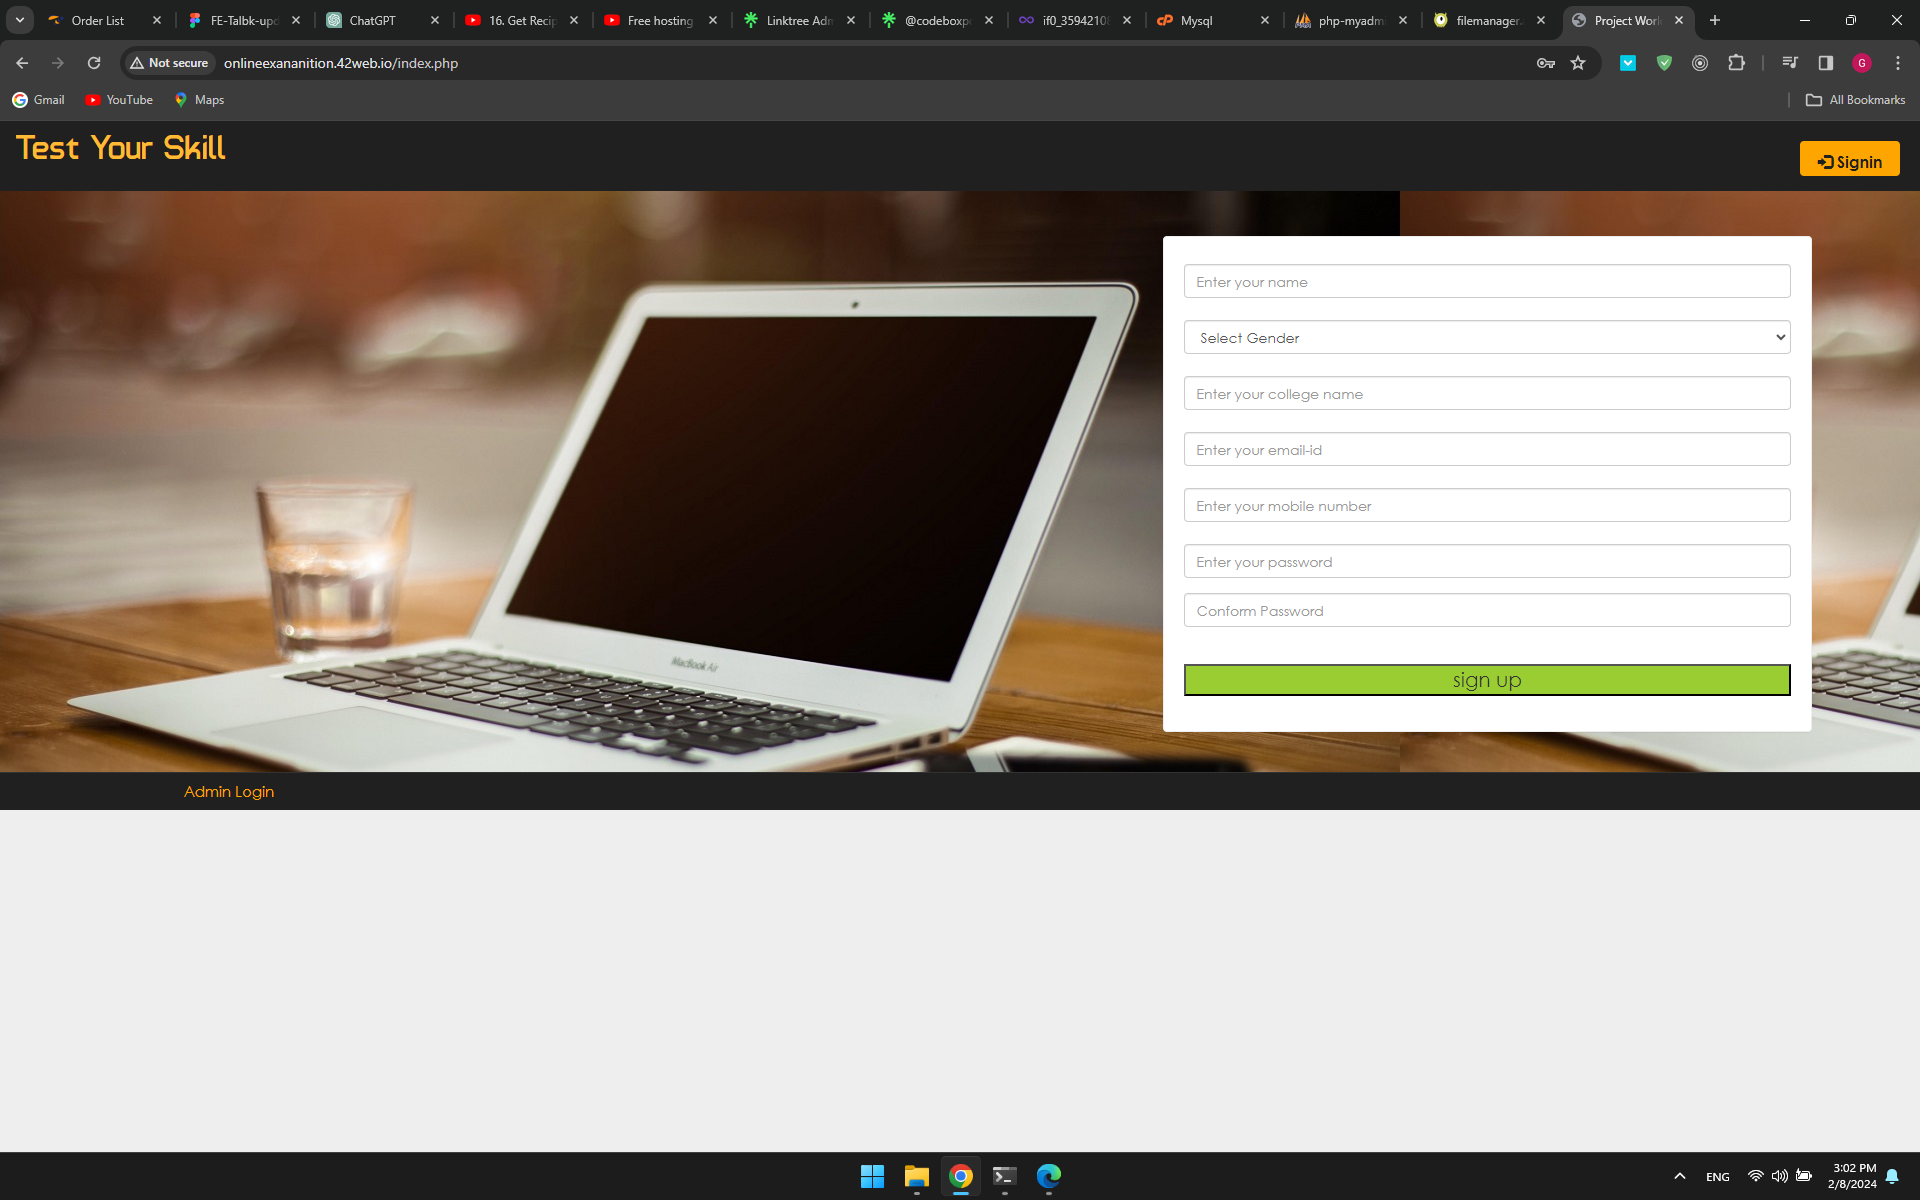 Order List
FE-Talbk-upd
ChatGPT
16. Get Recip
Free hosting
Linktree Adm
@codeboxpo
if0_3594210
Mysql
php-myadm
filemanager.
Project Worl
Not secure
onlineexananition.42web.io/index.php
G
Gmail
YouTube
Maps
All Bookmarks
Test Your Skill
Signin
Enter your name
Select Gender
Enter your college name
Enter your email-id
Enter your mobile number
Enter your password
Conform Password
sign up
MacBook Air
Admin Login
ENG
3:02 PM
2/8/2024